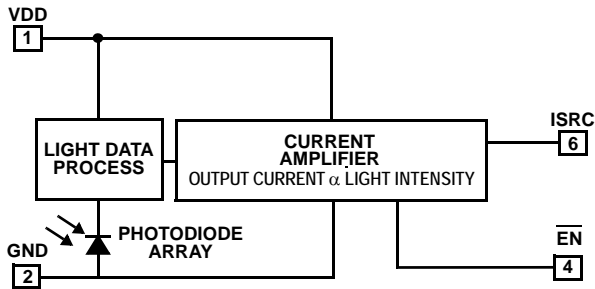 VDD
1
LIGHT DATA
PROCESS
CURRENT
AMPLIFIER
OUTPUT CURRENT α LIGHT INTENSITY
ISRC
6
PHOTODIODE
ARRAY
GND
2
EN
4